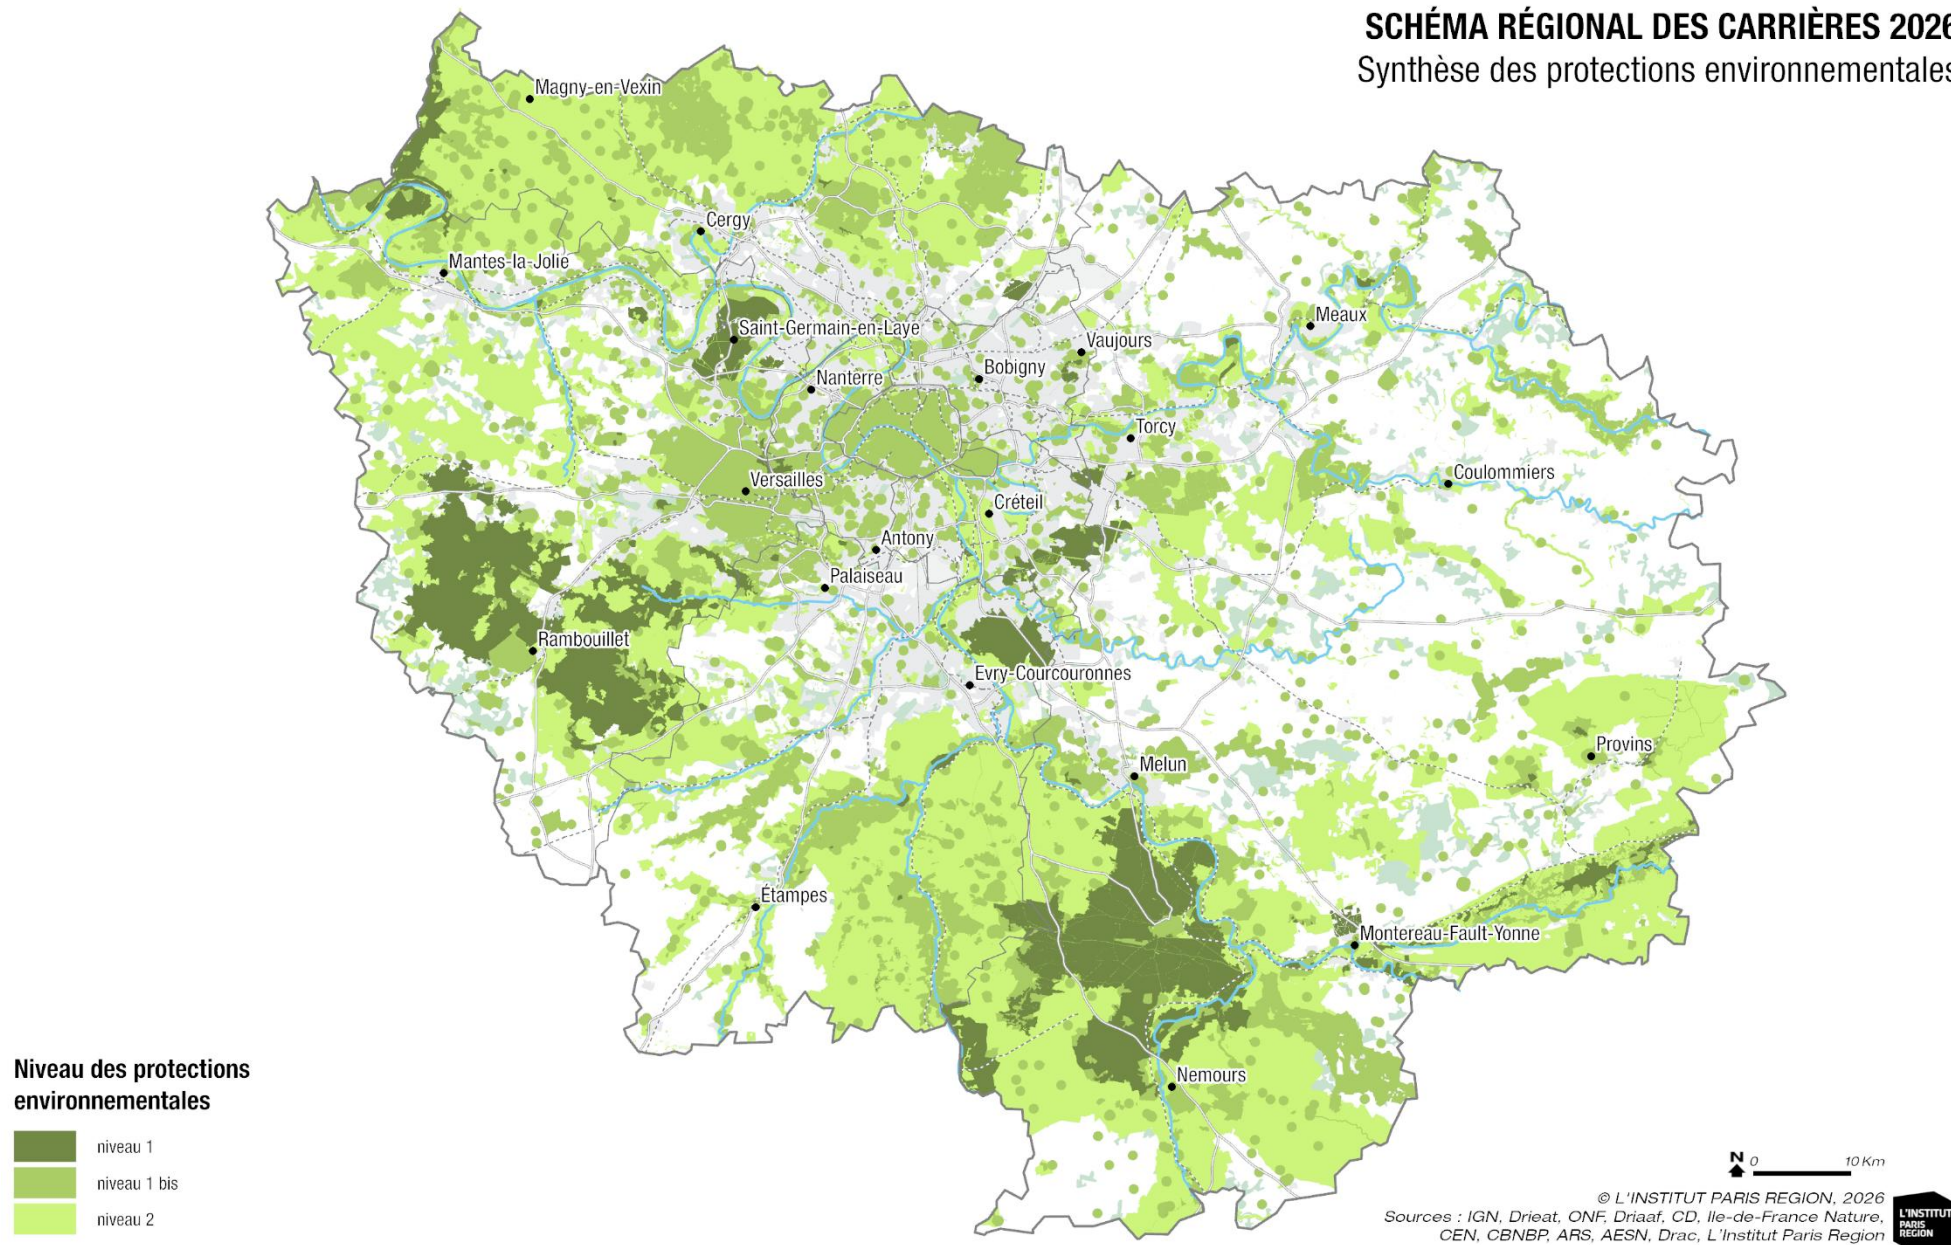 SCHÉMA RÉGIONAL DES CARRIÈRES 2026
Synthèse des protections environnementales
Magny-en-Vexin
Cergy
Mantes-la-Jolie
Saint-Germain-en-Laye
Meaux
Vaujours
Bobigny
Nanterre
Torcy
Coulommiers
Versailles
Créteil
Antony
Palaiseau
Rambouillet
Evry-Courcouronnes
Provins
Melun
Étampes
Montereau-Fault-Yonne
Nemours
Niveau des protections
environnementales
niveau 1
niveau 1 bis
niveau 2
N 0 10 Km
© L'INSTITUT PARIS REGION, 2026
Sources : IGN, Drieat, ONF, Driaaf, CD, Ile-de-France Nature,
CEN, CBNBP, ARS, AESN, Drac, L'Institut Paris Region
L'INSTITUT
PARIS
REGION